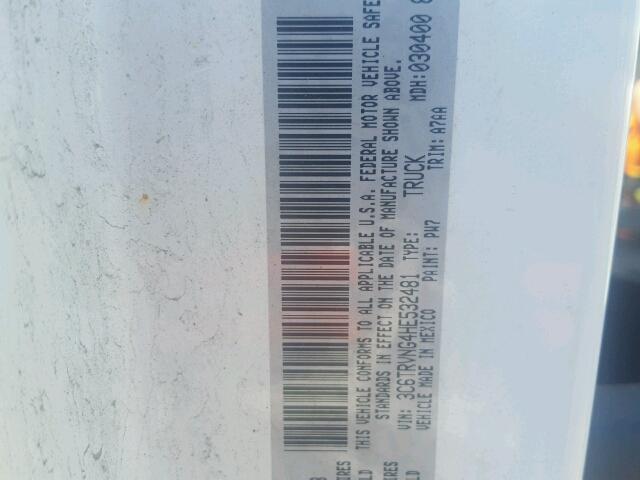 THIS VEHICLE CONFORMS TO ALL APPLICABLE U.S.A. FEDERAL MOTOR VEHICLE SAFE
STANDARDS IN EFFECT ON THE DATE OF MANUFACTURE SHOWN ABOVE.
VIN: 3C6TRVNG4HE532481 TYPE: TRUCK MDH:030400 8
VEHICLE MADE IN MEXICO PAINT: PW7 TRIM: A7AA